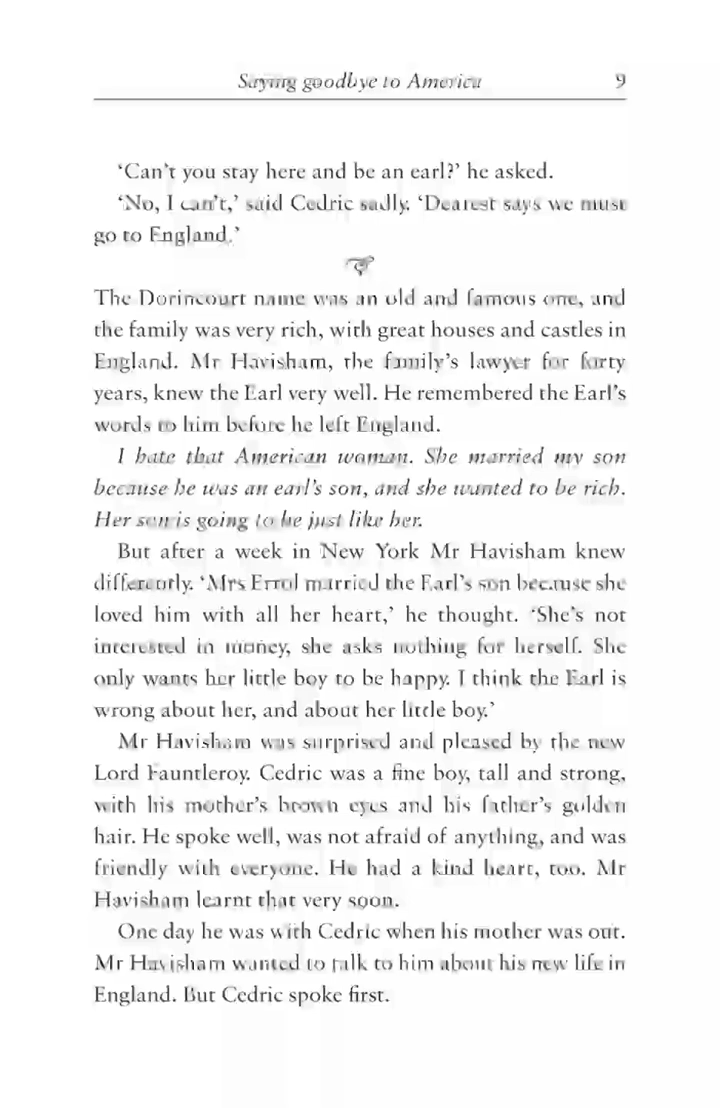 Saying goodbye to America 9
‘Can’t you stay here and be an earl?’ he asked.
‘No, I can’t,’ said Cedric sadly. ‘Dearest says we must
go to England.’
The Dorincourt name was an old and famous one, and
the family was very rich, with great houses and castles in
England. Mr Havisham, the family’s lawyer for forty
years, knew the Earl very well. He remembered the Earl’s
words to him before he left England.
I hate that American woman. She married my son
because he was an earl’s son, and she wanted to be rich.
Her son is going to be just like her.
But after a week in New York Mr Havisham knew
differently. ‘Mrs Errol married the Earl’s son because she
loved him with all her heart,’ he thought. ‘She’s not
interested in money, she asks nothing for herself. She
only wants her little boy to be happy. I think the Earl is
wrong about her, and about her little boy.’
Mr Havisham was surprised and pleased by the new
Lord Fauntleroy. Cedric was a fine boy, tall and strong,
with his mother’s brown eyes and his father’s golden
hair. He spoke well, was not afraid of anything, and was
friendly with everyone. He had a kind heart, too. Mr
Havisham learnt that very soon.
One day he was with Cedric when his mother was out.
Mr Havisham wanted to talk to him about his new life in
England. But Cedric spoke first.